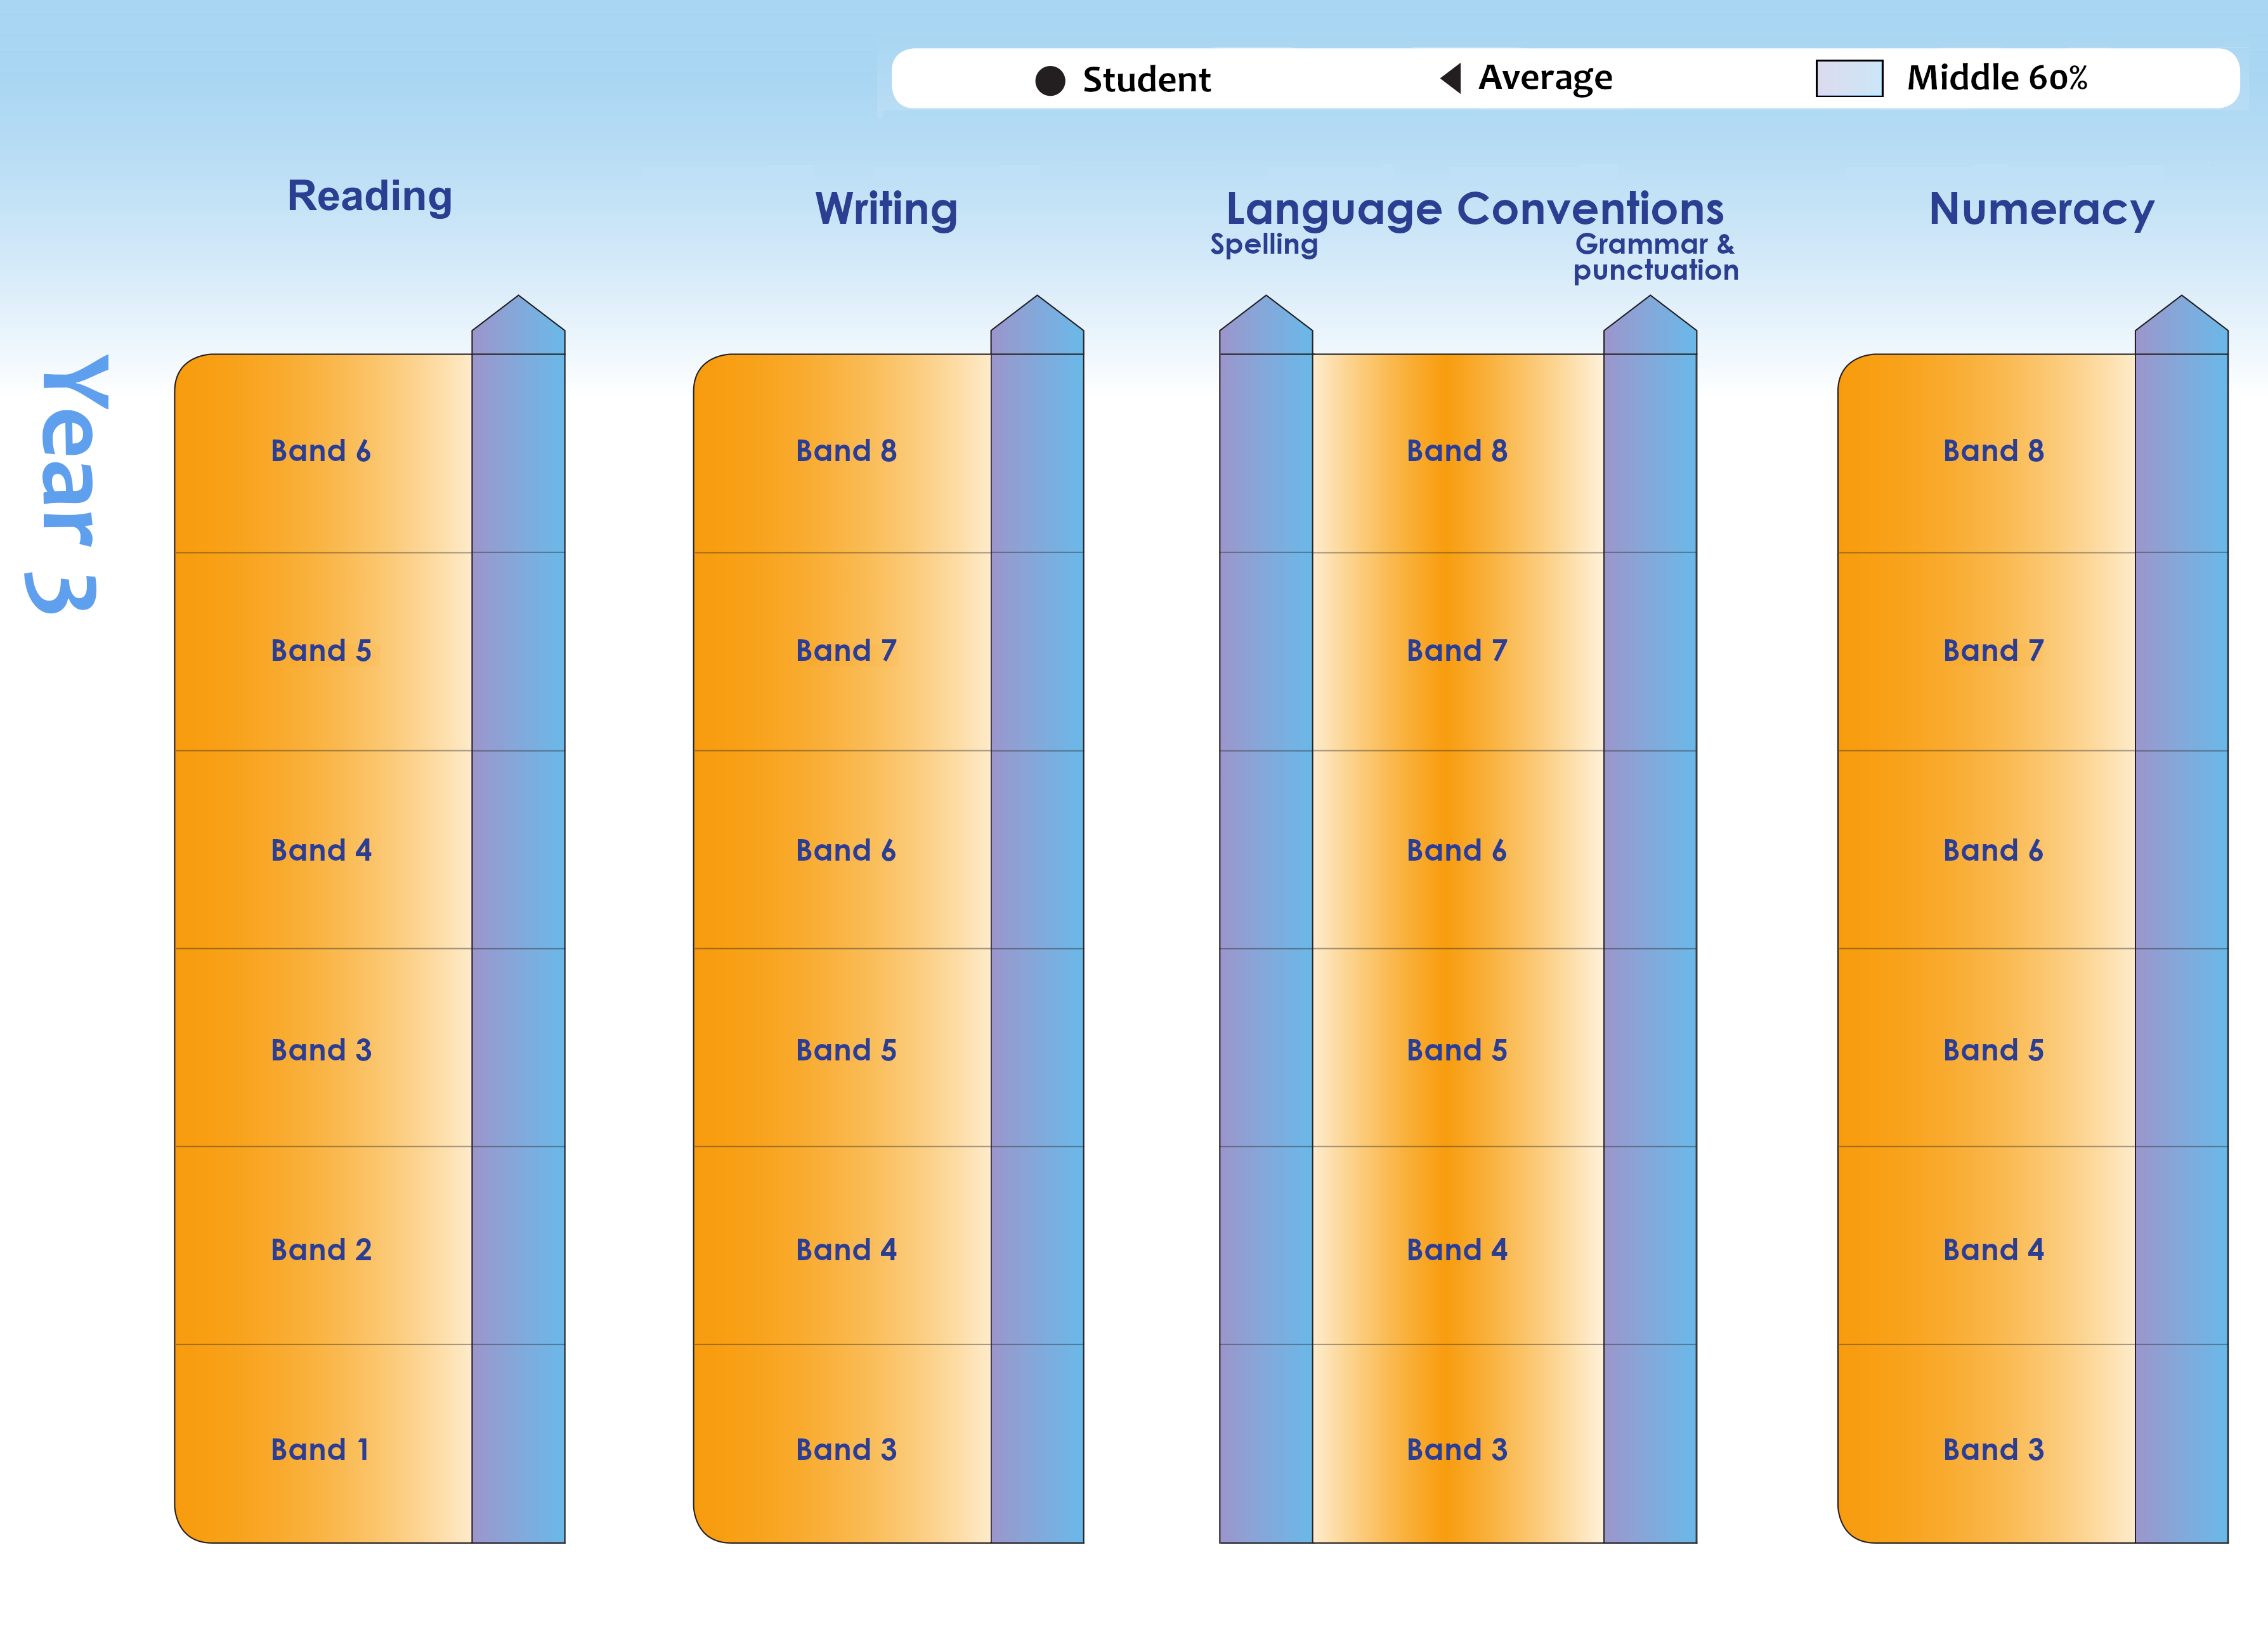 Student
Average
Middle 60%
Reading
Writing
Language Conventions
Numeracy
Spelling
Grammar &
punctuation
Year 3
Band 6
Band 5
Band 4
Band 3
Band 2
Band 1
Band 8
Band 7
Band 6
Band 5
Band 4
Band 3
Band 8
Band 7
Band 6
Band 5
Band 4
Band 3
Band 8
Band 7
Band 6
Band 5
Band 4
Band 3